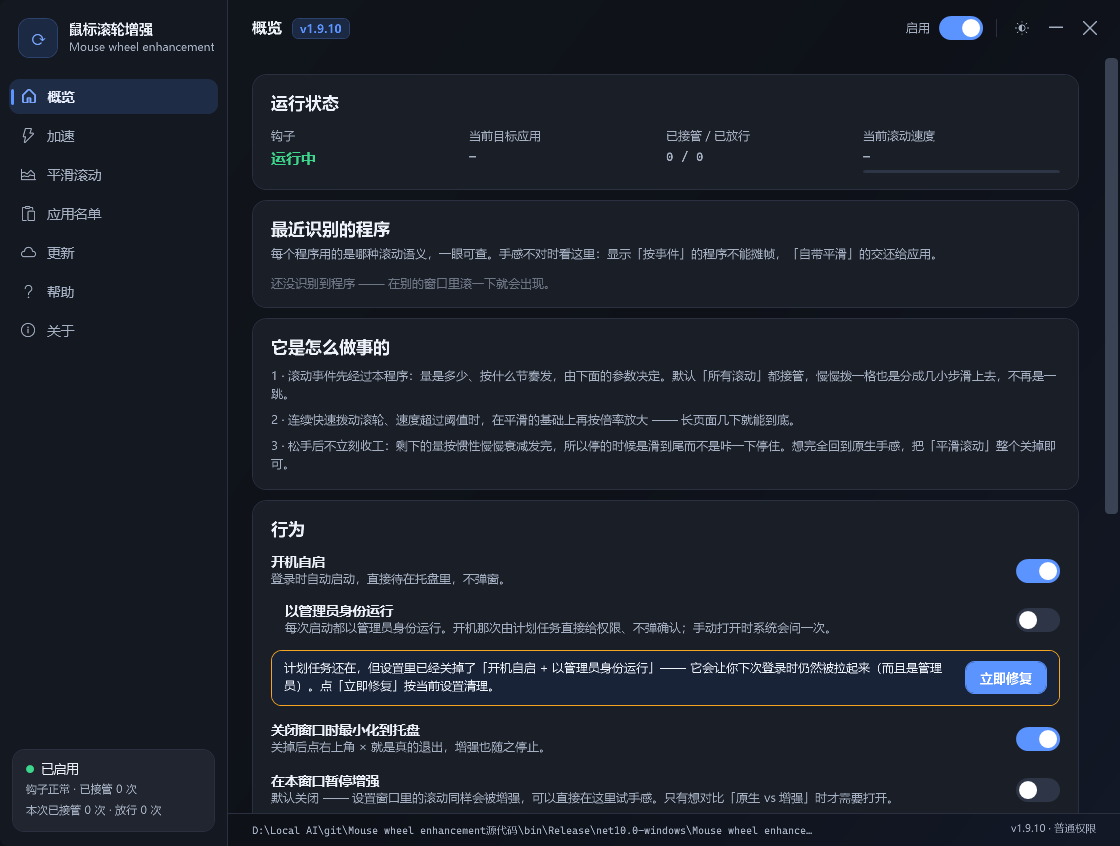 鼠标滚轮增强
Mouse wheel enhancement
概览
加速
平滑滚动
应用名单
更新
帮助
关于
已启用
钩子正常 · 已接管 0 次
本次已接管 0 次 · 放行 0 次
概览
v1.9.10
启用
运行状态
钩子
当前目标应用
已接管 / 已放行
当前滚动速度
运行中
—
0 / 0
—
最近识别的程序
每个程序用的是哪种滚动语义，一眼可查。手感不对时看这里：显示「按事件」的程序不能摊帧，「自带平滑」的交还给应用。
还没识别到程序 —— 在别的窗口里滚一下就会出现。
它是怎么做事的
1 · 滚动事件先经过本程序：量是多少、按什么节奏发，由下面的参数决定。默认「所有滚动」都接管，慢慢拨一格也是分成几小步滑上去，不再是一
跳。
2 · 连续快速拨动滚轮、速度超过阈值时，在平滑的基础上再按倍率放大 —— 长页面几下就能到底。
3 · 松手后不立刻收工：剩下的量按惯性慢慢衰减发完，所以停的时候是滑到尾而不是咔一下停住。想完全回到原生手感，把「平滑滚动」整个关掉即
可。
行为
开机自启
登录时自动启动，直接待在托盘里，不弹窗。
以管理员身份运行
每次启动都以管理员身份运行。开机那次由计划任务直接给权限、不弹确认；手动打开时系统会问一次。
计划任务还在，但设置里已经关掉了「开机自启 + 以管理员身份运行」—— 它会让你下次登录时仍然被拉起来（而且是管理
员）。点「立即修复」按当前设置清理。
立即修复
关闭窗口时最小化到托盘
关掉后点右上角 × 就是真的退出，增强也随之停止。
在本窗口暂停增强
默认关闭 —— 设置窗口里的滚动同样会被增强，可以直接在这里试手感。只有想对比「原生 vs 增强」时才需要打开。
D:\Local AI\git\Mouse wheel enhancement源代码\bin\Release\net10.0-windows\Mouse wheel enhance…
v1.9.10 · 普通权限